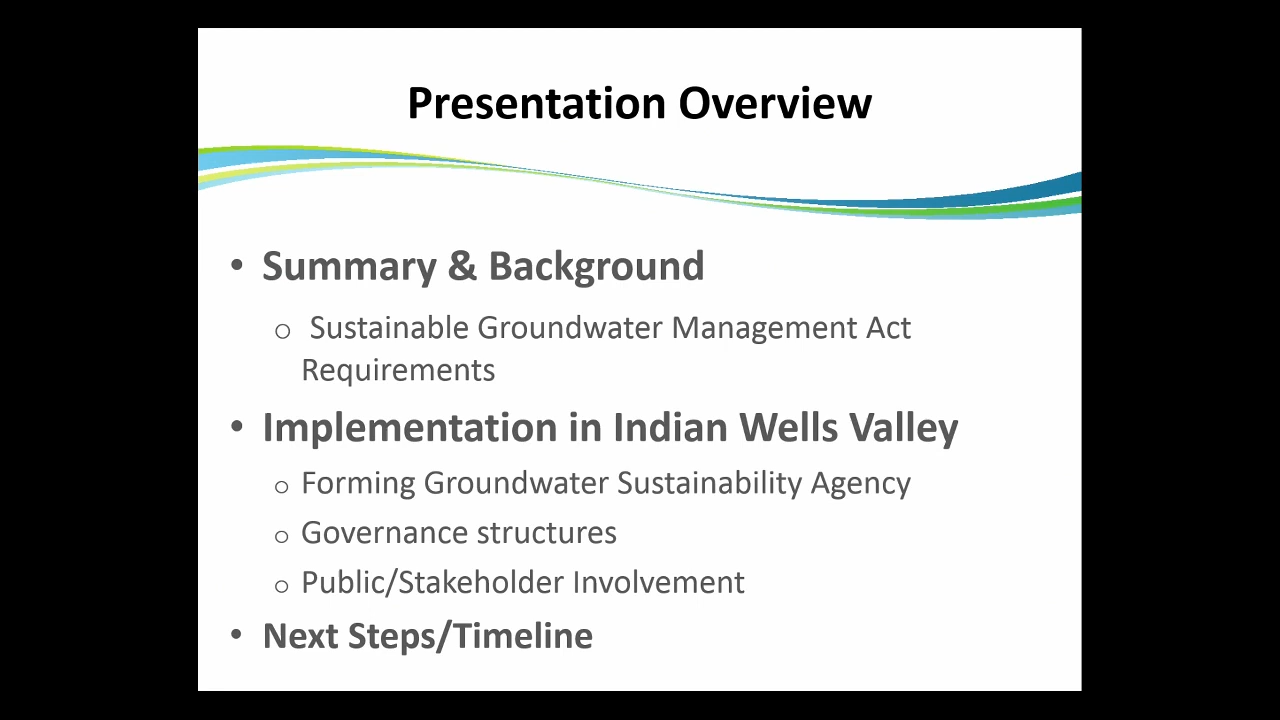 Presentation Overview
• Summary & Background
o Sustainable Groundwater Management Act
Requirements
• Implementation in Indian Wells Valley
o Forming Groundwater Sustainability Agency
o Governance structures
o Public/Stakeholder Involvement
• Next Steps/Timeline